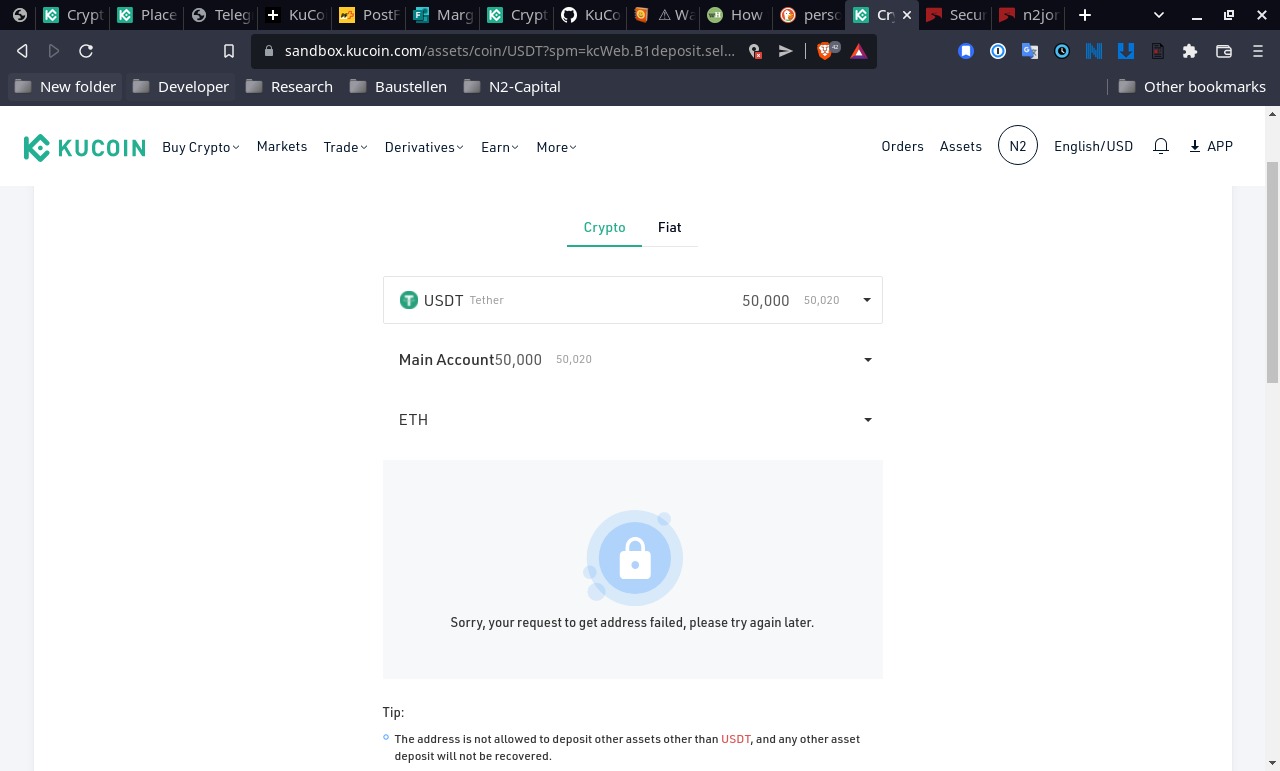 Crypt
Place
Teleg
KuCo
PostF
Marg
Crypt
KuCo
⚠ Wa
How
persc
Cr
Secur
n2jor
sandbox.kucoin.com/assets/coin/USDT?spm=kcWeb.B1deposit.sel...
42
New folder Developer Research Baustellen N2-Capital Other bookmarks
KUCOIN Buy Crypto Markets Trade Derivatives Earn More Orders Assets N2 English/USD APP
Crypto Fiat
USDT Tether 50,000 50,020
Main Account50,000 50,020
ETH
Sorry, your request to get address failed, please try again later.
Tip:
The address is not allowed to deposit other assets other than USDT, and any other asset
deposit will not be recovered.